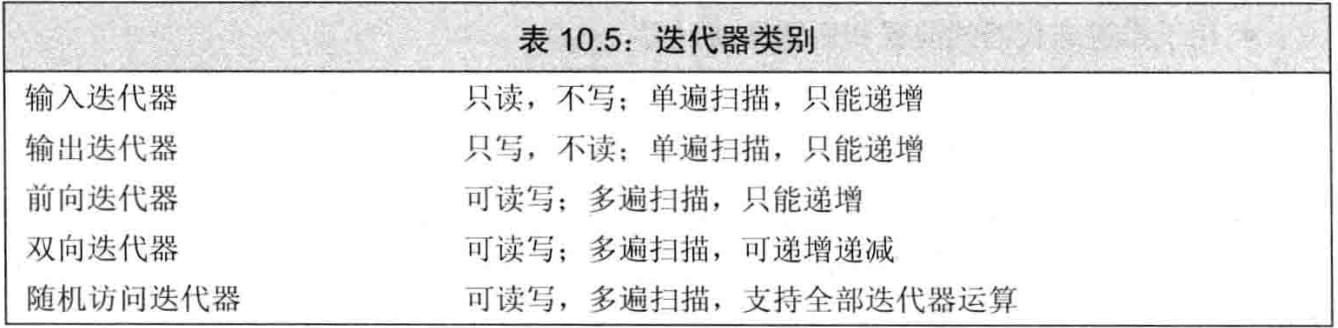 表 10.5：迭代器类别
输入迭代器 只读，不写；单遍扫描，只能递增
输出迭代器 只写，不读；单遍扫描，只能递增
前向迭代器 可读写；多遍扫描，只能递增
双向迭代器 可读写；多遍扫描，可递增递减
随机访问迭代器 可读写，多遍扫描，支持全部迭代器运算